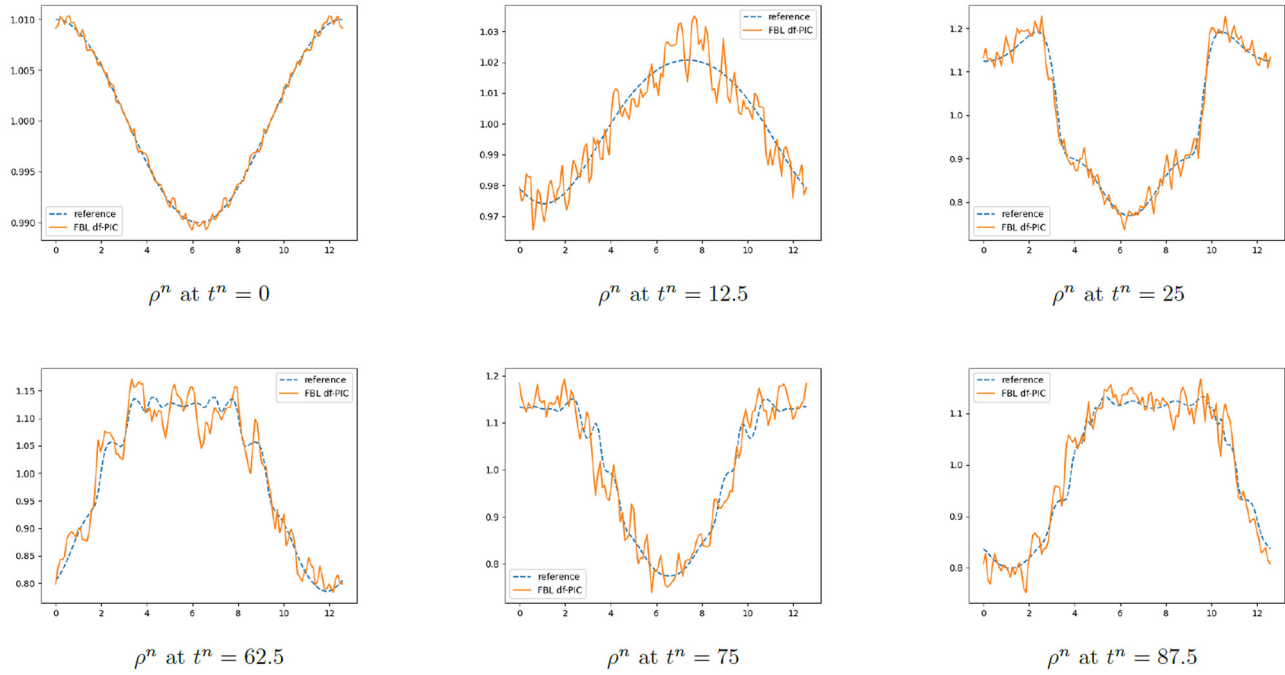 1.010
1.005
1.000
0.995
0.990
reference
FBL df-PIC
0 2 4 6 8 10 12
ρⁿ at tⁿ = 0
1.03
1.02
1.01
1.00
0.99
0.98
0.97
reference
FBL df-PIC
0 2 4 6 8 10 12
ρⁿ at tⁿ = 12.5
1.2
1.1
1.0
0.9
0.8
reference
FBL df-PIC
0 2 4 6 8 10 12
ρⁿ at tⁿ = 25
1.15
1.10
1.05
1.00
0.95
0.90
0.85
0.80
reference
FBL df-PIC
0 2 4 6 8 10 12
ρⁿ at tⁿ = 62.5
1.2
1.1
1.0
0.9
0.8
reference
FBL df-PIC
0 2 4 6 8 10 12
ρⁿ at tⁿ = 75
1.1
1.0
0.9
0.8
reference
FBL df-PIC
0 2 4 6 8 10 12
ρⁿ at tⁿ = 87.5